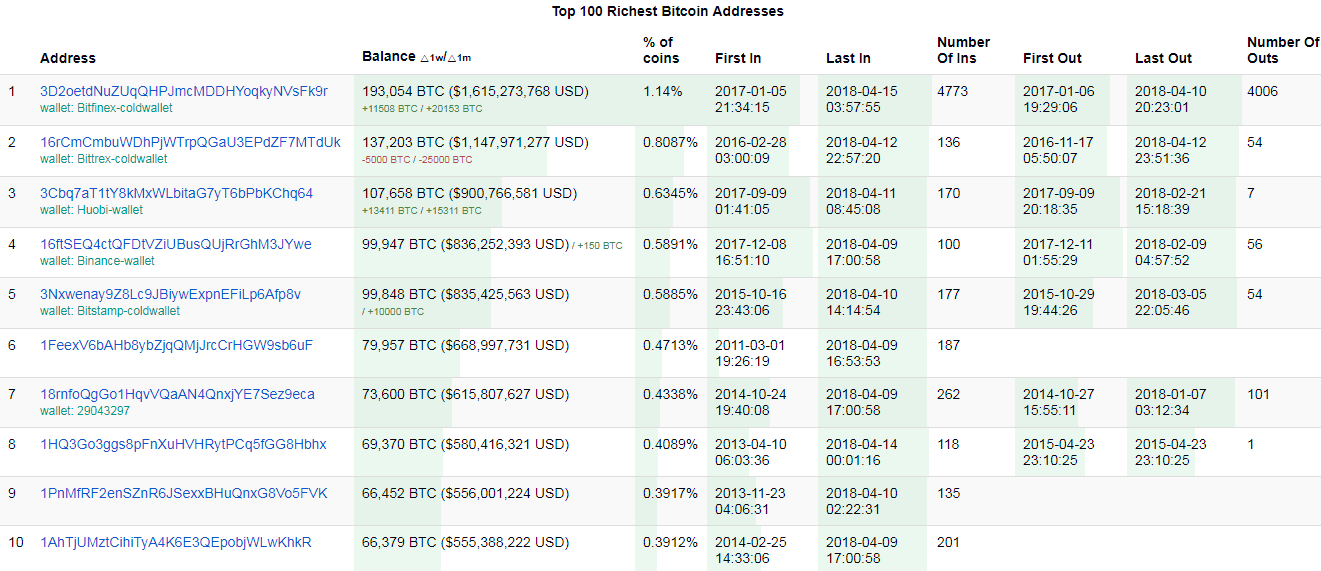 Top 100 Richest Bitcoin Addresses
Address Balance △1w/△1m % of coins First In Last In Number Of Ins First Out Last Out Number Of Outs
1 3D2oetdNuZUqQHPJmcMDDHYoqkyNVsFk9r 193,054 BTC ($1,615,273,768 USD) 1.14% 2017-01-05 2018-04-15 4773 2017-01-06 2018-04-10 4006
wallet: Bitfinex-coldwallet +11508 BTC / +20153 BTC 21:34:15 03:57:55 19:29:06 20:23:01
2 16rCmCmbuWDhPjWTrpQGaU3EPdZF7MTdUk 137,203 BTC ($1,147,971,277 USD) 0.8087% 2016-02-28 2018-04-12 136 2016-11-17 2018-04-12 54
wallet: Bittrex-coldwallet -5000 BTC / -25000 BTC 03:00:09 22:57:20 05:50:07 23:51:36
3 3Cbq7aT1tY8kMxWLbitaG7yT6bPbKChq64 107,658 BTC ($900,766,581 USD) 0.6345% 2017-09-09 2018-04-11 170 2017-09-09 2018-02-21 7
wallet: Huobi-wallet +13411 BTC / +15311 BTC 01:41:05 08:45:08 20:18:35 15:18:39
4 16ftSEQ4ctQFDtVZiUBusQUjRrGhM3JYwe 99,947 BTC ($836,252,393 USD) / +150 BTC 0.5891% 2017-12-08 2018-04-09 100 2017-12-11 2018-02-09 56
wallet: Binance-wallet 16:51:10 17:00:58 01:55:29 04:57:52
5 3Nxwenay9Z8Lc9JBiywExpnEFiLp6Afp8v 99,848 BTC ($835,425,563 USD) 0.5885% 2015-10-16 2018-04-10 177 2015-10-29 2018-03-05 54
wallet: Bitstamp-coldwallet / +10000 BTC 23:43:06 14:14:54 19:44:26 22:05:46
6 1FeexV6bAHb8ybZjqQMjJrcCrHGW9sb6uF 79,957 BTC ($668,997,731 USD) 0.4713% 2011-03-01 2018-04-09 187
19:26:19 16:53:53
7 18rnfoQgGo1HqvVQaAN4QnxjYE7Sez9eca 73,600 BTC ($615,807,627 USD) 0.4338% 2014-10-24 2018-04-09 262 2014-10-27 2018-01-07 101
wallet: 29043297 19:40:08 17:00:58 15:55:11 03:12:34
8 1HQ3Go3ggs8pFnXuHVHRytPCq5fGG8Hbhx 69,370 BTC ($580,416,321 USD) 0.4089% 2013-04-10 2018-04-14 118 2015-04-23 2015-04-23 1
06:03:36 00:01:16 23:10:25 23:10:25
9 1PnMfRF2enSZnR6JSexxBHuQnxG8Vo5FVK 66,452 BTC ($556,001,224 USD) 0.3917% 2013-11-23 2018-04-10 135
04:06:31 02:22:31
10 1AhTjUMztCihiTyA4K6E3QEpobjWLwKhkR 66,379 BTC ($555,388,222 USD) 0.3912% 2014-02-25 2018-04-09 201
14:33:06 17:00:58